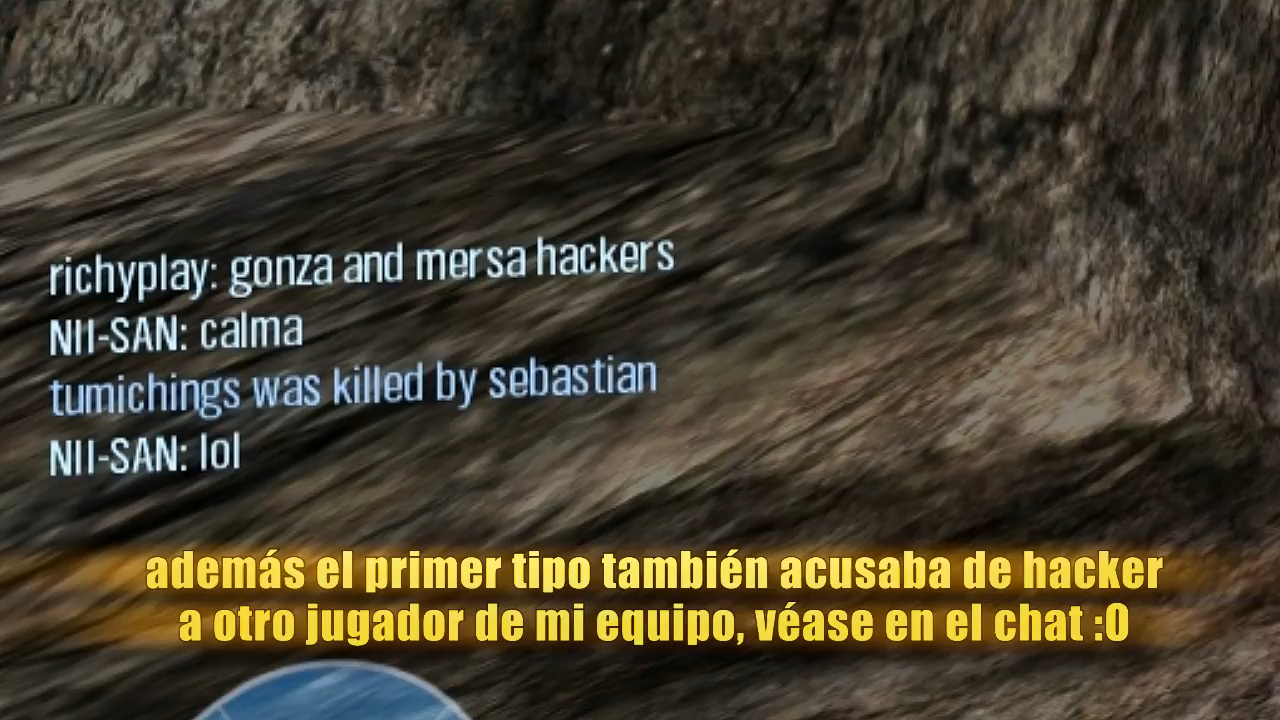 richyplay: gonza and mersa hackers
NII-SAN: calma
tumichings was killed by sebastian
NII-SAN: lol
además el primer tipo también acusaba de hacker
a otro jugador de mi equipo, véase en el chat :0